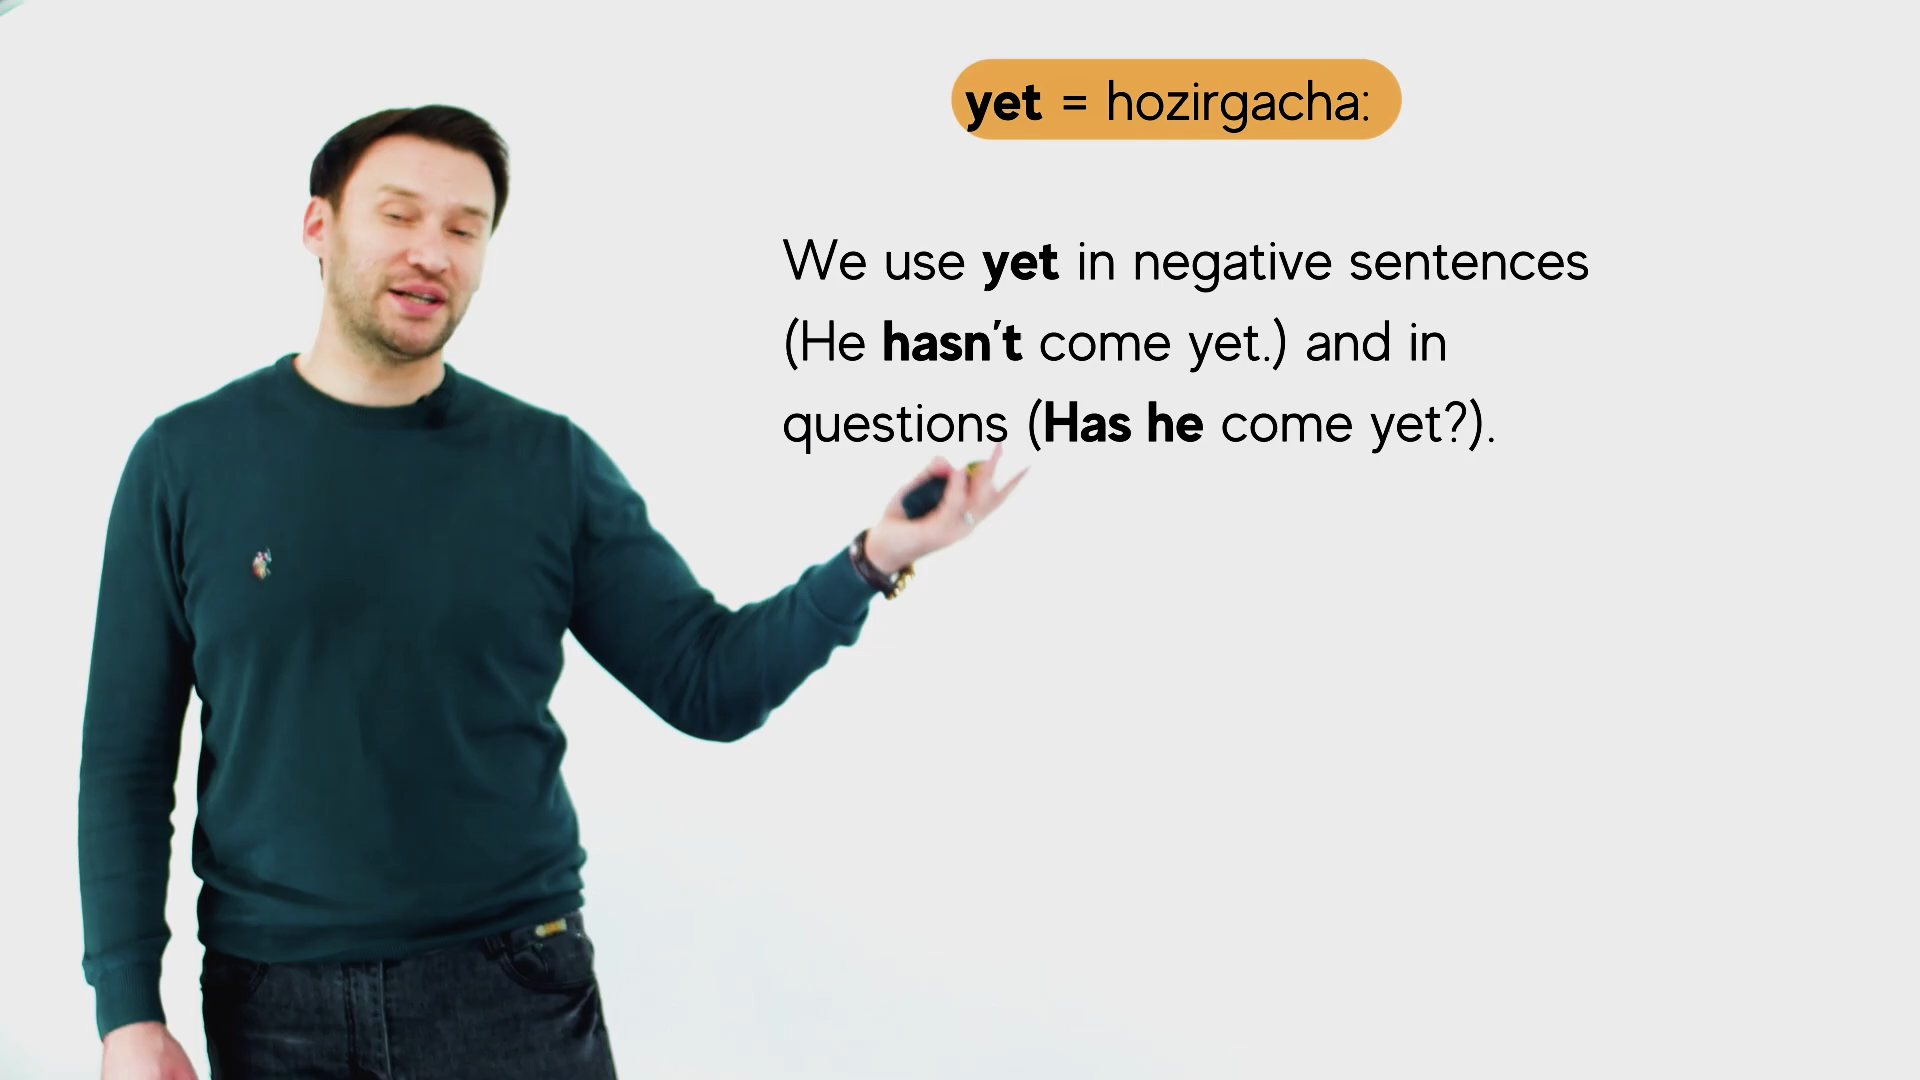 yet = hozirgacha:
We use yet in negative sentences
(He hasn't come yet.) and in
questions (Has he come yet?).